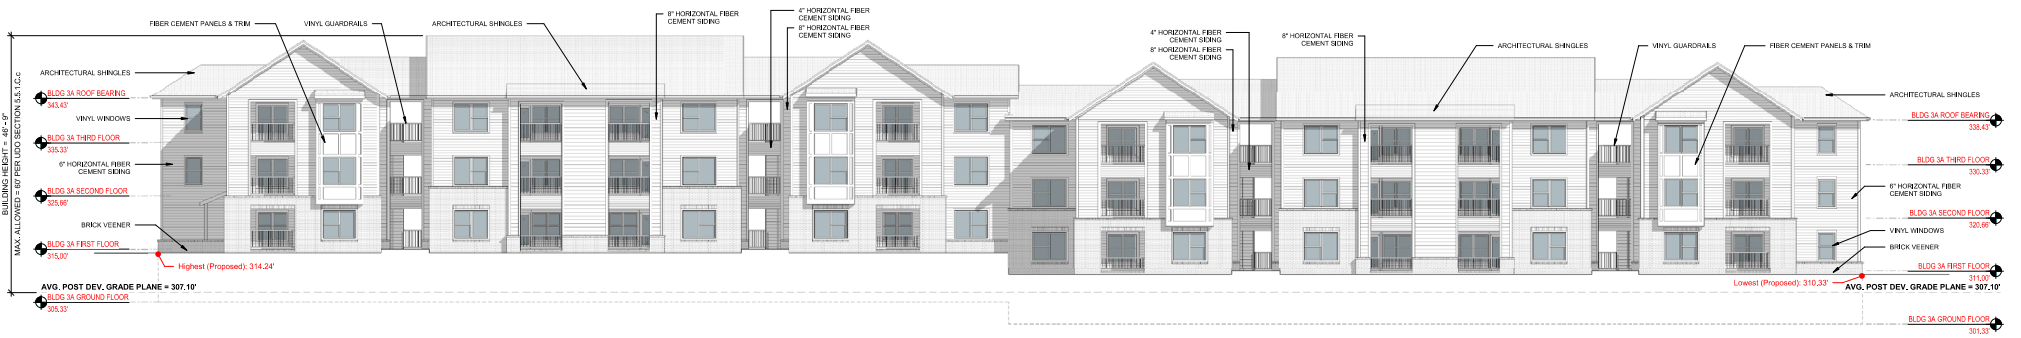 BUILDING HEIGHT = 46' - 9"
MAX. ALLOWED = 60' PER UDO SECTION 5.5.1.C.c
FIBER CEMENT PANELS & TRIM
VINYL GUARDRAILS
ARCHITECTURAL SHINGLES
8" HORIZONTAL FIBER
CEMENT SIDING
4" HORIZONTAL FIBER
CEMENT SIDING
8" HORIZONTAL FIBER
CEMENT SIDING
4" HORIZONTAL FIBER
CEMENT SIDING
8" HORIZONTAL FIBER
CEMENT SIDING
8" HORIZONTAL FIBER
CEMENT SIDING
ARCHITECTURAL SHINGLES
VINYL GUARDRAILS
FIBER CEMENT PANELS & TRIM
ARCHITECTURAL SHINGLES
BLDG 3A ROOF BEARING
343.43'
VINYL WINDOWS
BLDG 3A THIRD FLOOR
335.33'
6" HORIZONTAL FIBER
CEMENT SIDING
BLDG 3A SECOND FLOOR
325.66'
BRICK VEENER
BLDG 3A FIRST FLOOR
315.00'
Highest (Proposed): 314.24'
AVG. POST DEV. GRADE PLANE = 307.10'
BLDG 3A GROUND FLOOR
305.33'
ARCHITECTURAL SHINGLES
BLDG 3A ROOF BEARING
338.43'
BLDG 3A THIRD FLOOR
330.33'
6" HORIZONTAL FIBER
CEMENT SIDING
BLDG 3A SECOND FLOOR
320.66'
VINYL WINDOWS
BRICK VEENER
BLDG 3A FIRST FLOOR
311.00'
Lowest (Proposed): 310.33'
AVG. POST DEV. GRADE PLANE = 307.10'
BLDG 3A GROUND FLOOR
301.33'